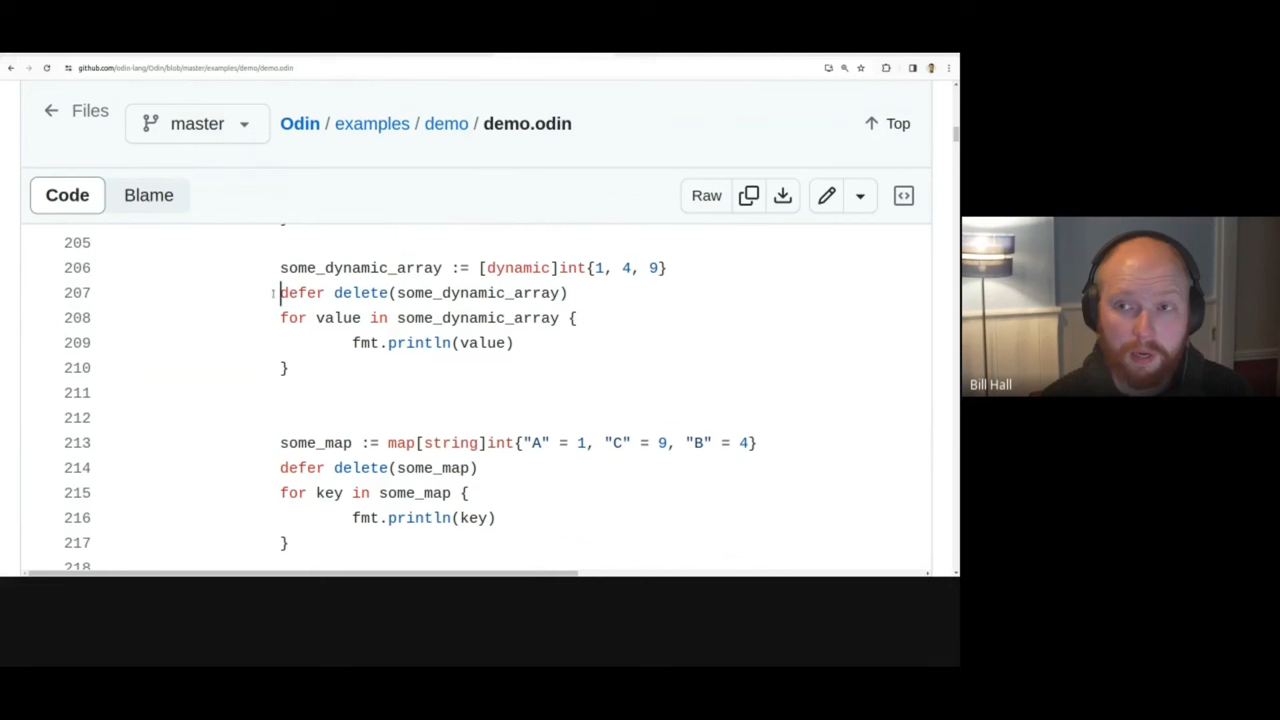 github.com/odin-lang/Odin/blob/master/examples/demo/demo.odin
Files
master
Odin / examples / demo / demo.odin
Top
Code
Blame
Raw
205
206 some_dynamic_array := [dynamic]int{1, 4, 9}
207 defer delete(some_dynamic_array)
208 for value in some_dynamic_array {
209 fmt.println(value)
210 }
211
212
213 some_map := map[string]int{"A" = 1, "C" = 9, "B" = 4}
214 defer delete(some_map)
215 for key in some_map {
216 fmt.println(key)
217 }
218
Bill Hall